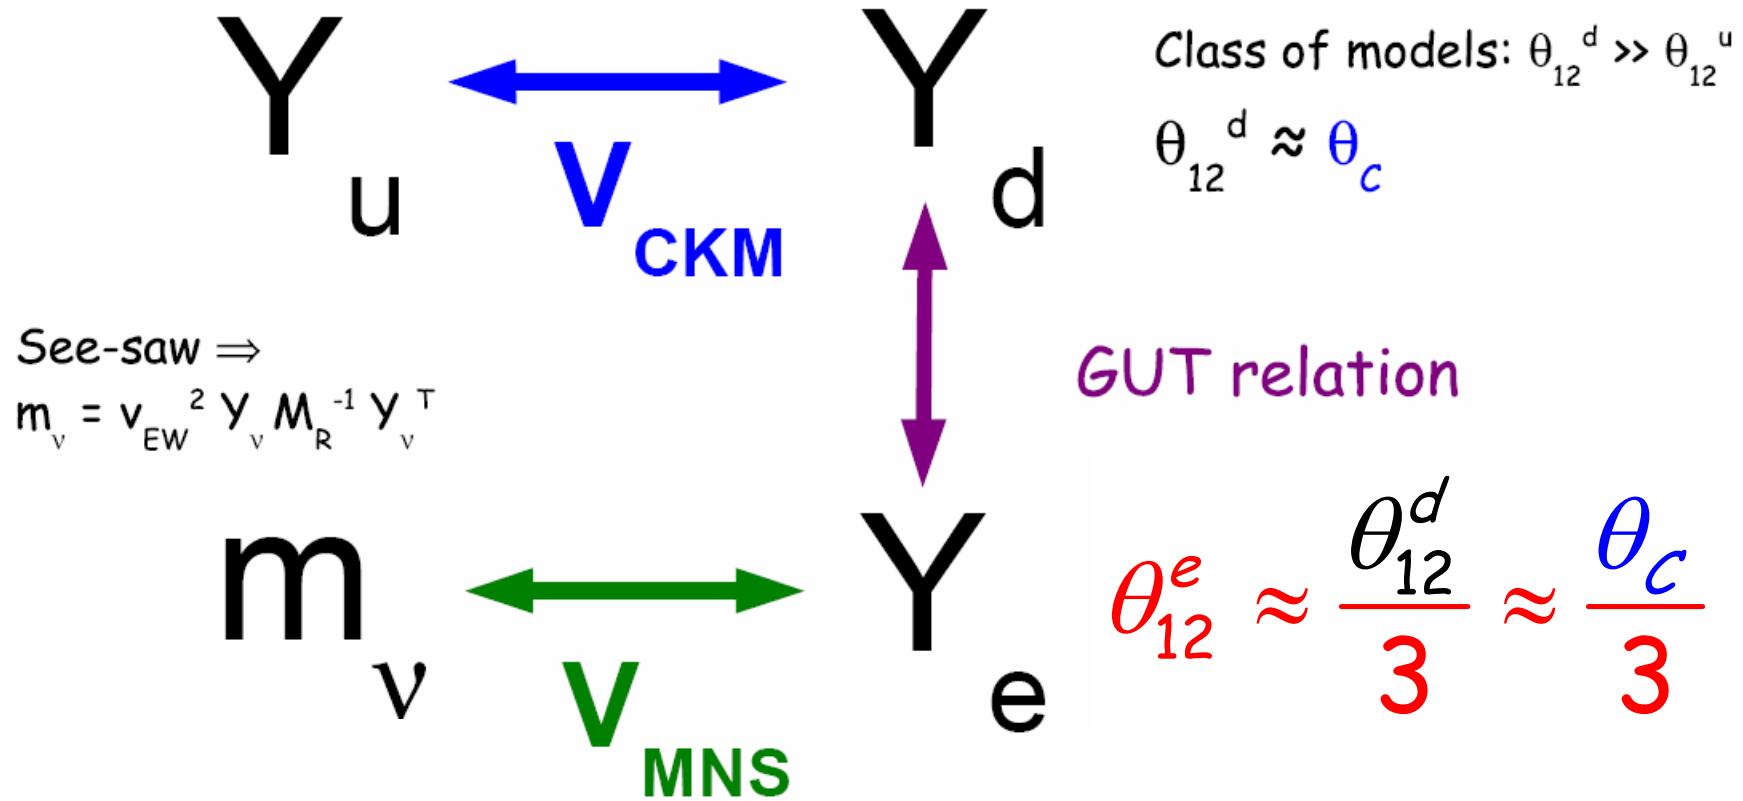 Y_u
V_CKM
Y_d
Class of models: θ_12^d >> θ_12^u
θ_12^d ≈ θ_C
See-saw ⇒
m_ν = v_EW^2 Y_ν M_R^-1 Y_ν^T
GUT relation
m_ν
V_MNS
Y_e
θ_12^e ≈ θ_12^d / 3 ≈ θ_C / 3